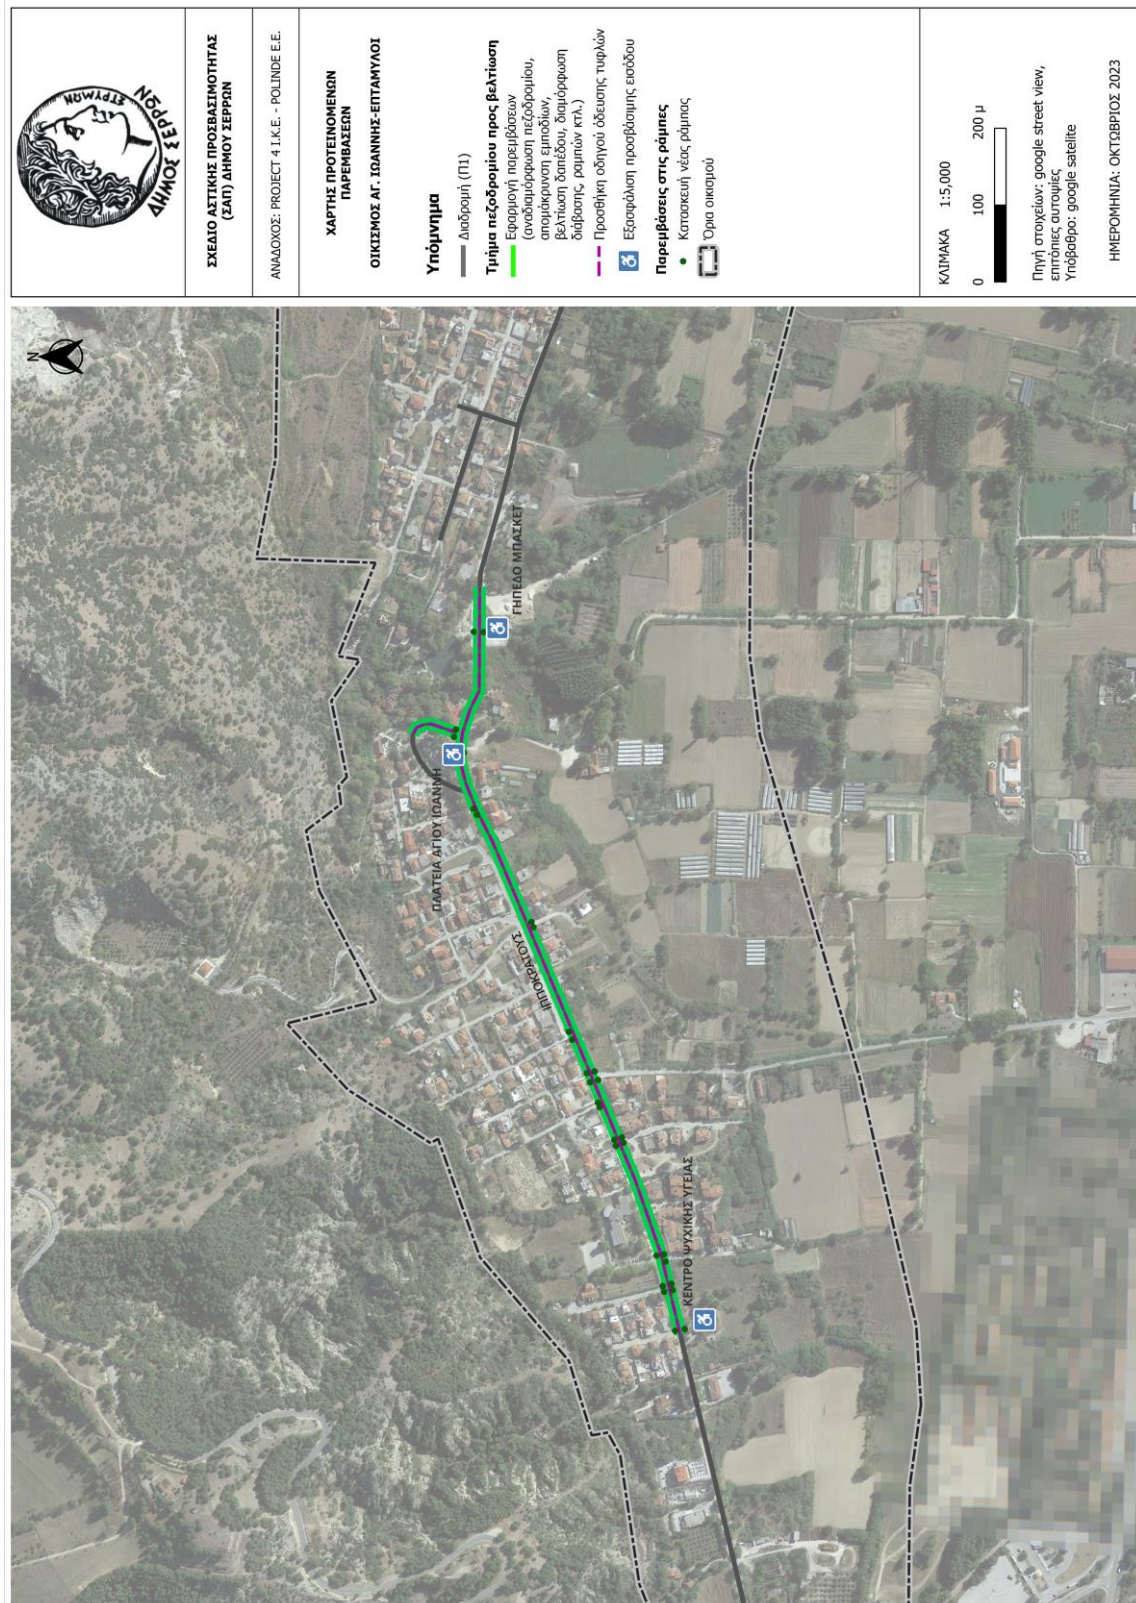 ΔΗΜΟΣ ΣΕΡΡΩΝ
ΣΤΡΥΜΩΝ
ΣΧΕΔΙΟ ΑΣΤΙΚΗΣ ΠΡΟΣΒΑΣΙΜΟΤΗΤΑΣ
(ΣΑΠ) ΔΗΜΟΥ ΣΕΡΡΩΝ
ΑΝΑΔΟΧΟΣ: PROJECT 4 Ι.Κ.Ε. - POLINDE Ε.Ε.
ΧΑΡΤΗΣ ΠΡΟΤΕΙΝΟΜΕΝΩΝ
ΠΑΡΕΜΒΑΣΕΩΝ
ΟΙΚΙΣΜΟΣ ΑΓ. ΙΩΑΝΝΗΣ-ΕΠΤΑΜΥΛΟΙ
Υπόμνημα
Διαδρομή (Π1)
Τμήμα πεζοδρομίου προς βελτίωση
Εφαρμογή παρεμβάσεων
(αναδιαμόρφωση πεζοδρομίου,
απομάκρυνση εμποδίων,
βελτίωση δαπέδου, διαμόρφωση
διάβασης, ραμπών κτλ.)
Προσθήκη οδηγού όδευσης τυφλών
Εξασφάλιση προσβάσιμης εισόδου
Παρεμβάσεις στις ράμπες
Κατασκευή νέας ράμπας
Όρια οικισμού
ΚΛΙΜΑΚΑ 1:5,000
0 100 200 μ
Πηγή στοιχείων: google street view,
επιτόπιες αυτοψίες
Υπόβαθρο: google satelite
ΗΜΕΡΟΜΗΝΙΑ: ΟΚΤΩΒΡΙΟΣ 2023
N
ΓΗΠΕΔΟ ΜΠΑΣΚΕΤ
ΠΛΑΤΕΙΑ ΑΓΙΟΥ ΙΩΑΝΝΗ
ΙΠΠΟΚΡΑΤΟΥΣ
ΚΕΝΤΡΟ ΨΥΧΙΚΗΣ ΥΓΕΙΑΣ